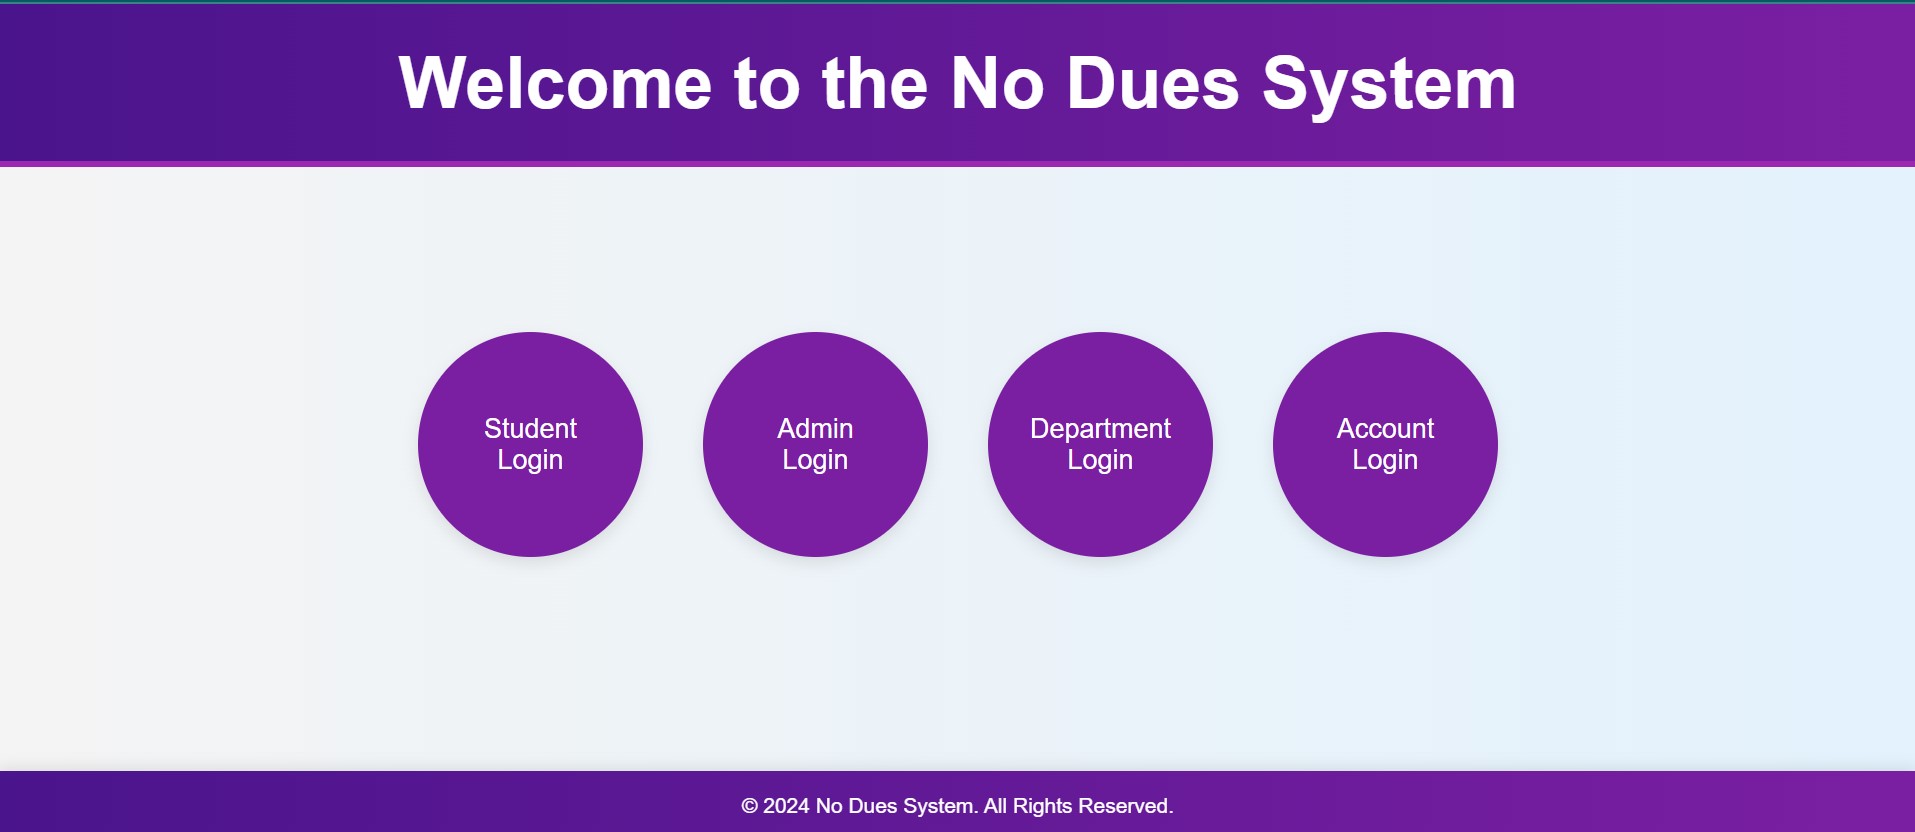 Welcome to the No Dues System
Student
Login
Admin
Login
Department
Login
Account
Login
© 2024 No Dues System. All Rights Reserved.